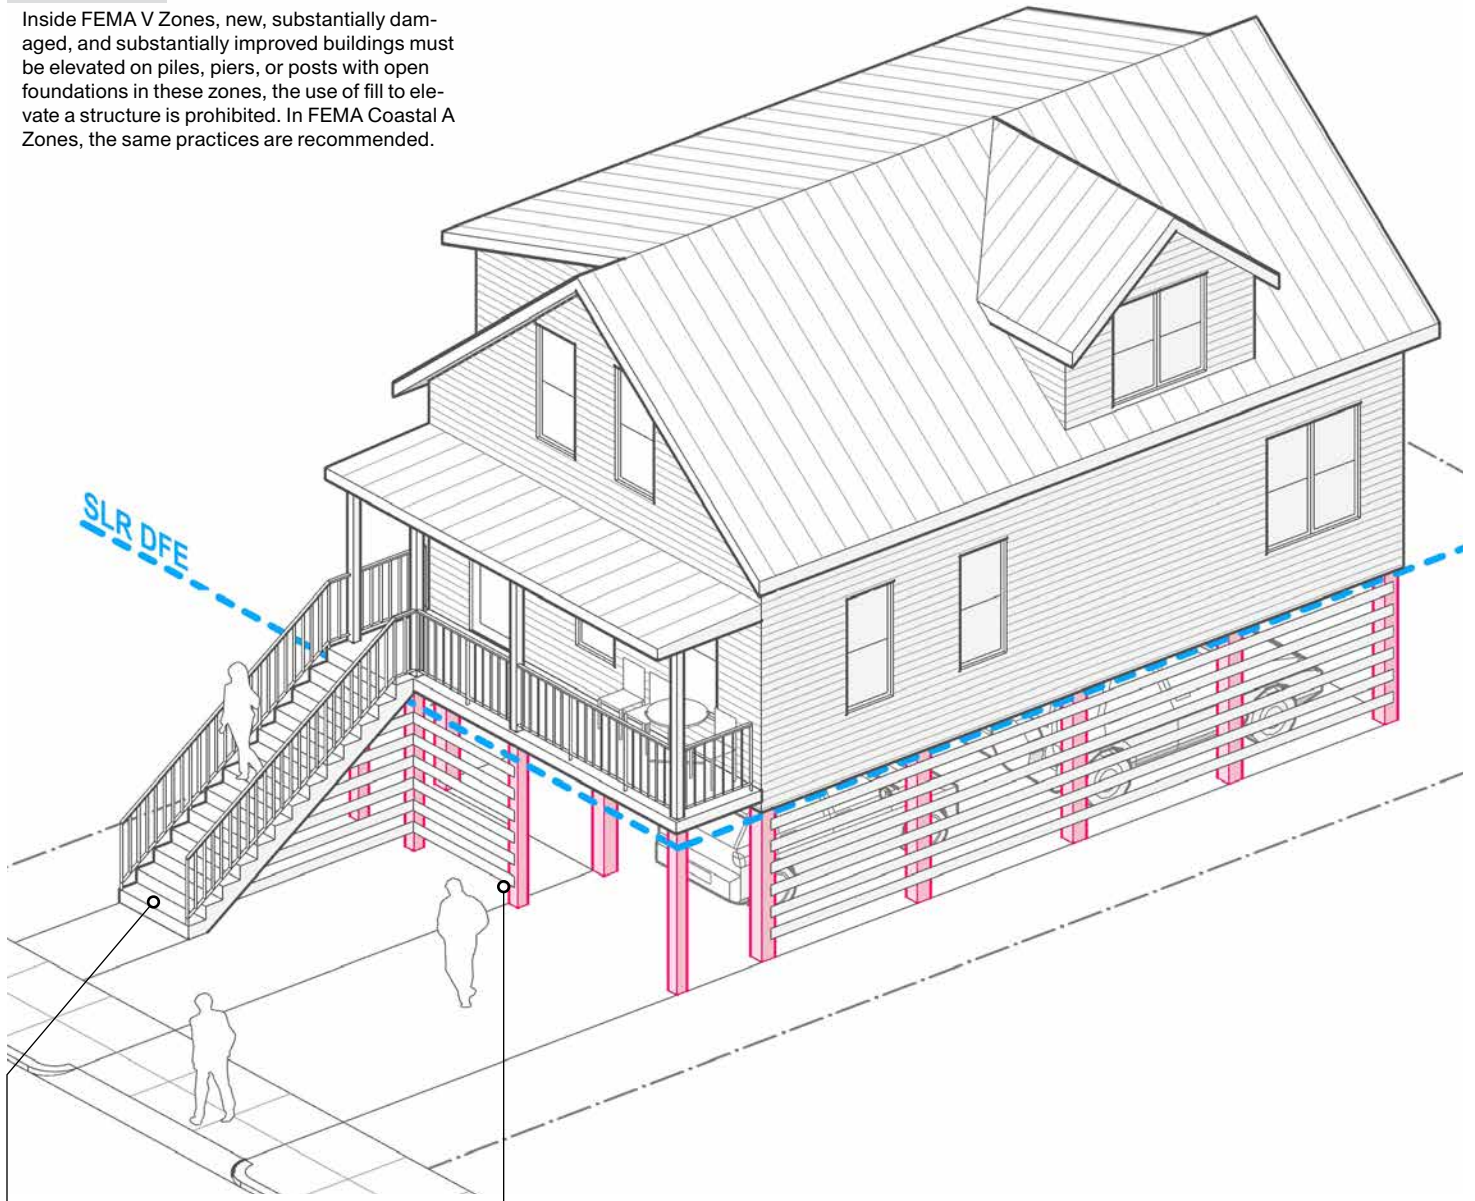 Inside FEMA V Zones, new, substantially dam-
aged, and substantially improved buildings must
be elevated on piles, piers, or posts with open
foundations in these zones, the use of fill to ele-
vate a structure is prohibited. In FEMA Coastal A
Zones, the same practices are recommended.
SLR DFE